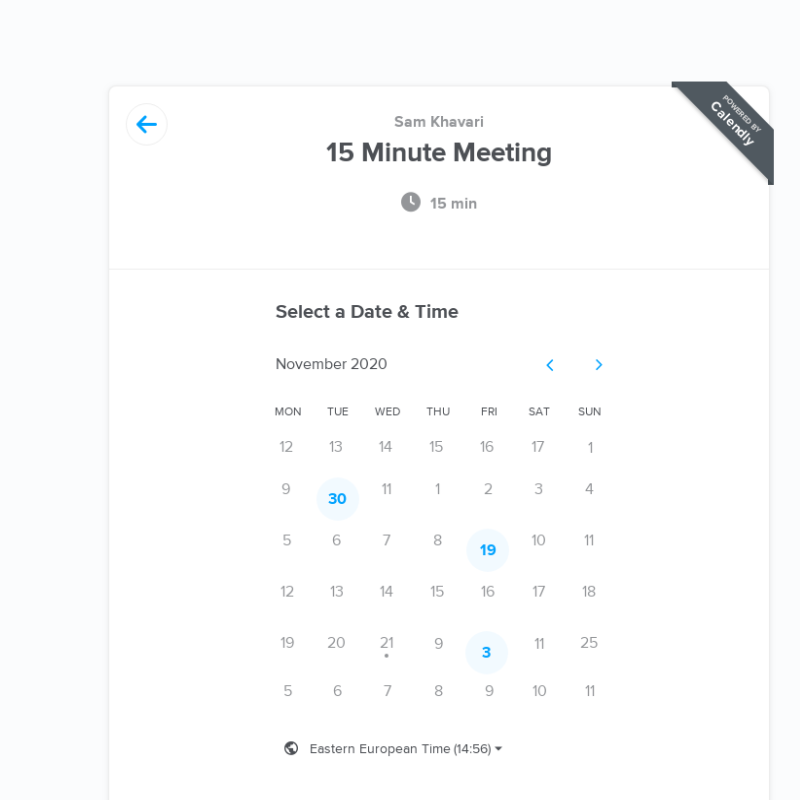 POWERED BY
Calendly
Sam Khavari
15 Minute Meeting
15 min
Select a Date & Time
November 2020
MON TUE WED THU FRI SAT SUN
12 13 14 15 16 17 1
9 30 11 1 2 3 4
5 6 7 8 19 10 11
12 13 14 15 16 17 18
19 20 21 9 3 11 25
5 6 7 8 9 10 11
Eastern European Time (14:56)